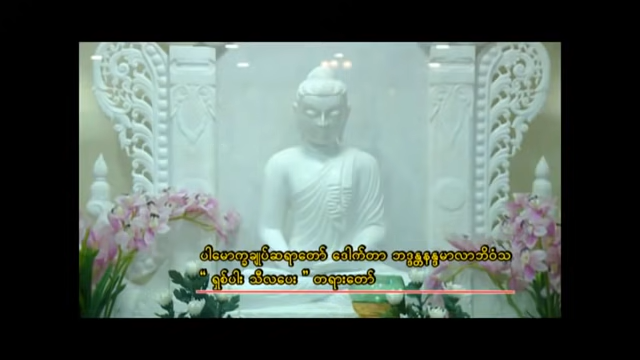 ပါမောက္ခချုပ်ဆရာတော် ဒေါက်တာ ဘဒ္ဒန္တနန္ဒမာလာဘိဝံသ
“ ရှစ်ပါး သီလပေး ” တရားတော်